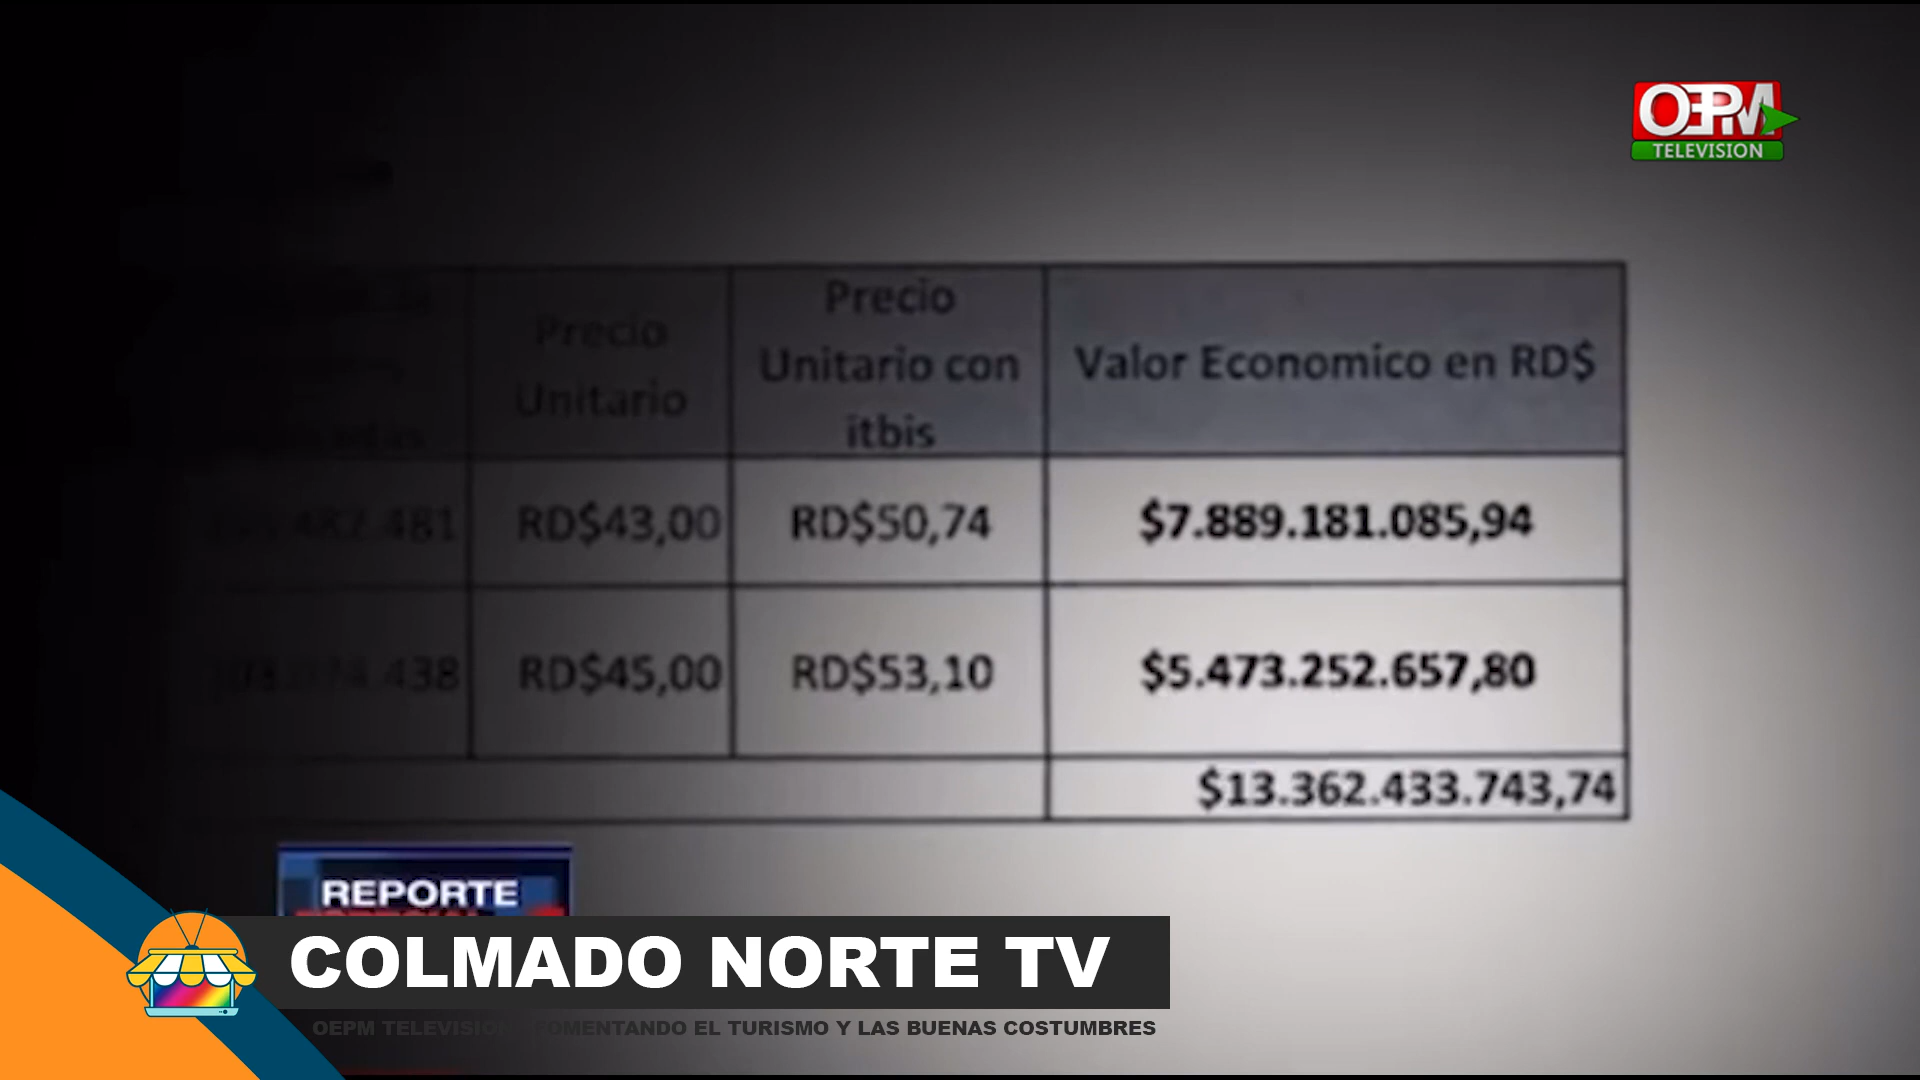 OEPM
TELEVISION
Precio
Unitario
Precio
Unitario con
itbis
Valor Economico en RD$
RD$43,00
RD$50,74
$7.889.181.085,94
RD$45,00
RD$53,10
$5.473.252.657,80
$13.362.433.743,74
REPORTE
COLMADO NORTE TV
OEPM TELEVISION FOMENTANDO EL TURISMO Y LAS BUENAS COSTUMBRES